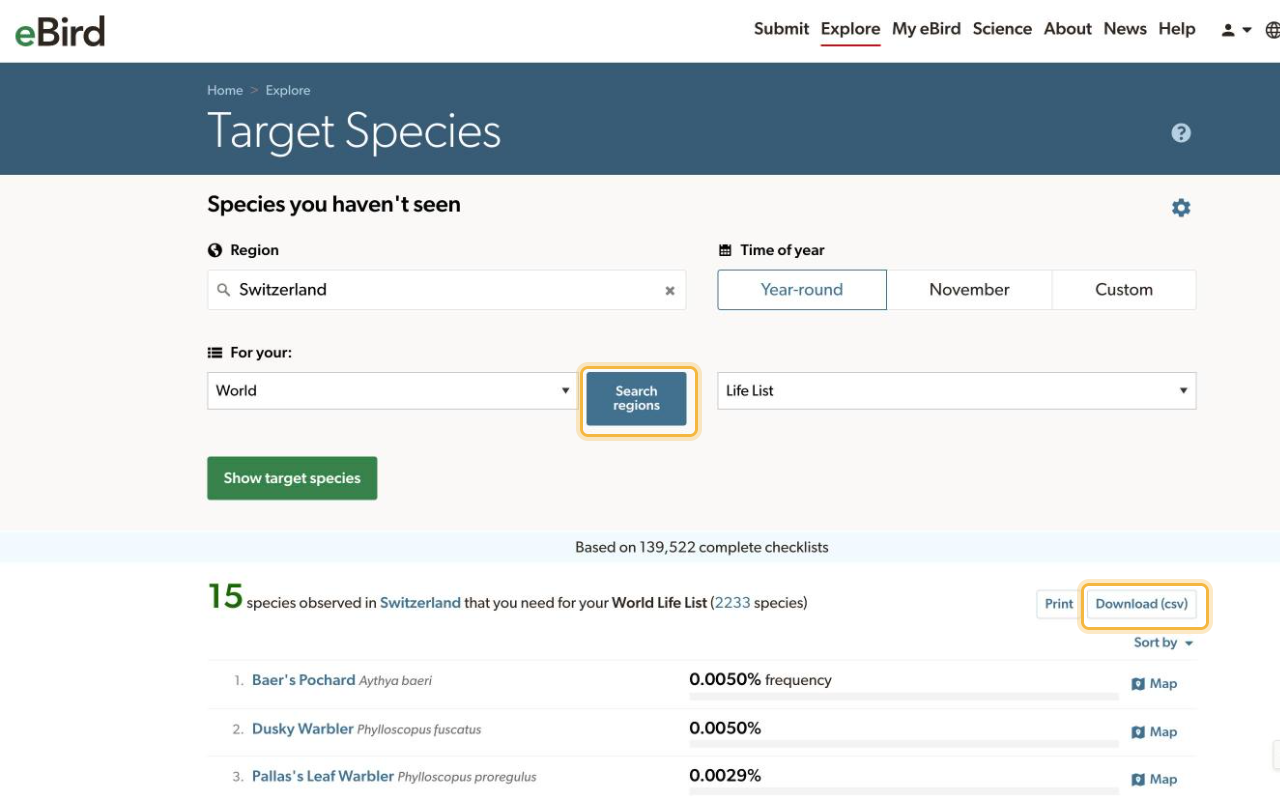 eBird
Submit Explore My eBird Science About News Help
Home > Explore
Target Species
Species you haven't seen
Region
Time of year
Switzerland
Year-round November Custom
For your:
World
Search
regions
Life List
Show target species
Based on 139,522 complete checklists
15 species observed in Switzerland that you need for your World Life List (2233 species)
Print Download (csv)
Sort by
1. Baer's Pochard Aythya baeri 0.0050% frequency Map
2. Dusky Warbler Phylloscopus fuscatus 0.0050% Map
3. Pallas's Leaf Warbler Phylloscopus proregulus 0.0029% Map